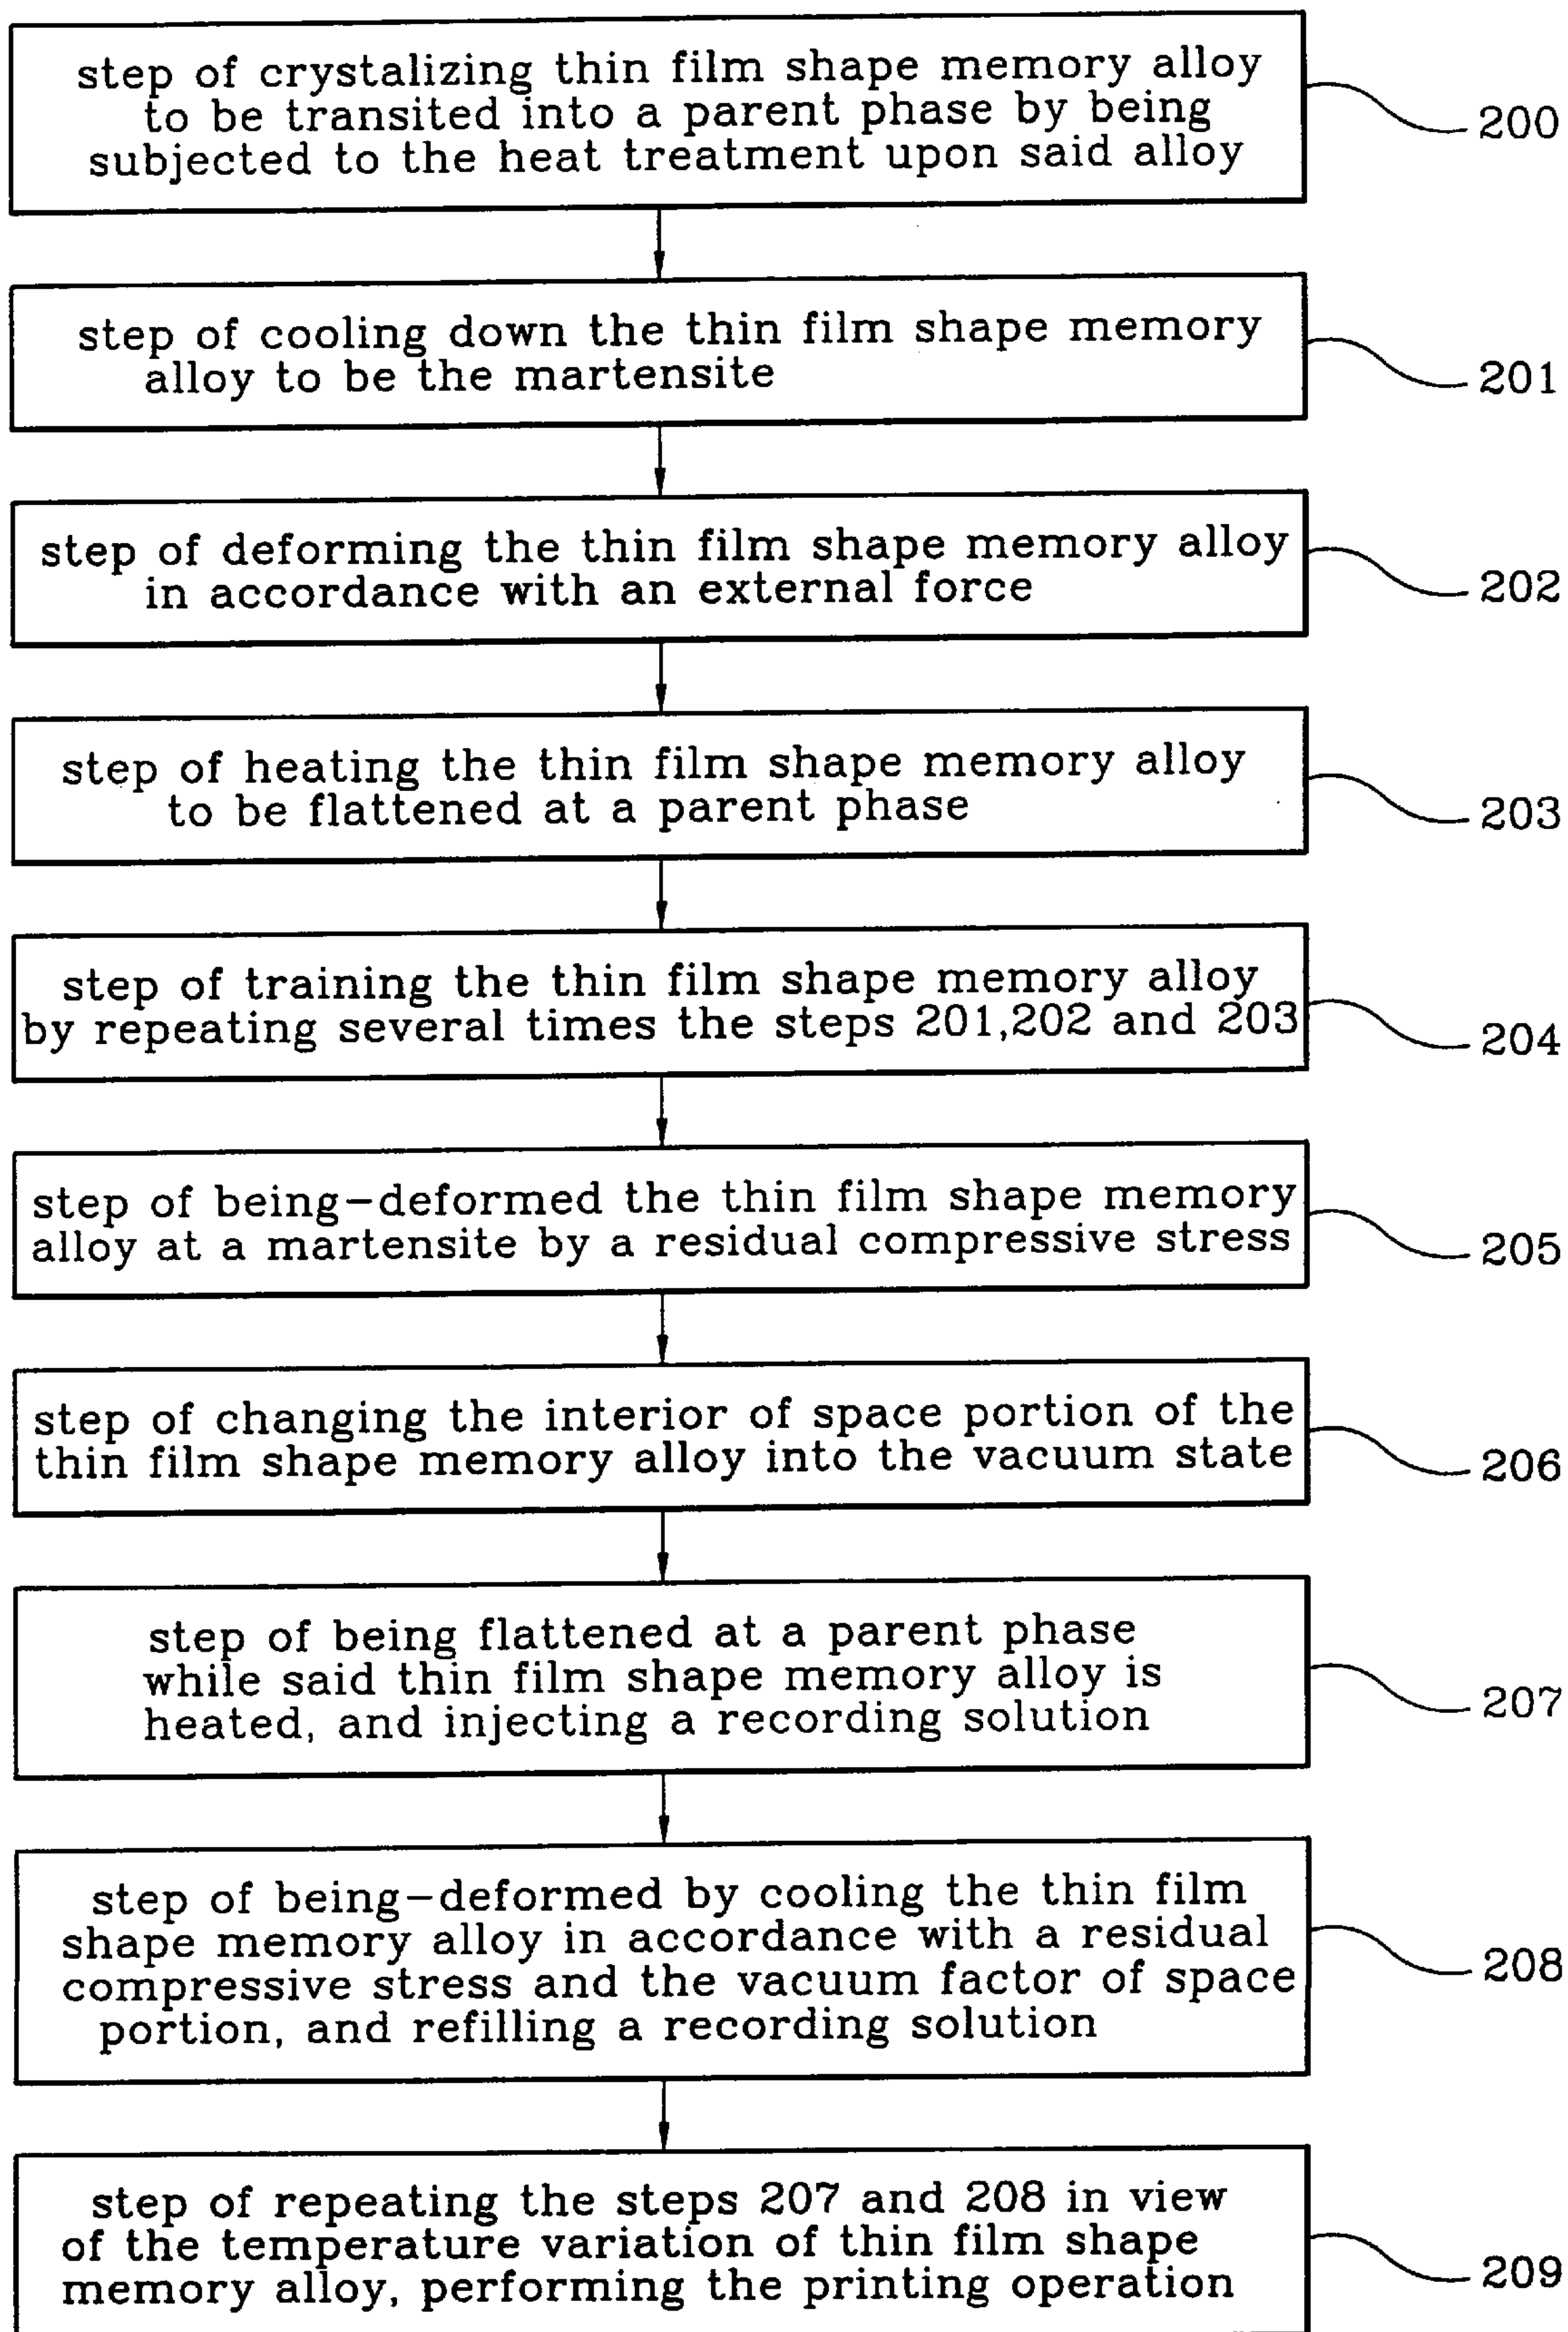 step of crystalizing thin film shape memory alloy
to be transited into a parent phase by being
subjected to the heat treatment upon said alloy
200
step of cooling down the thin film shape memory
alloy to be the martensite
201
step of deforming the thin film shape memory alloy
in accordance with an external force
202
step of heating the thin film shape memory alloy
to be flattened at a parent phase
203
step of training the thin film shape memory alloy
by repeating several times the steps 201,202 and 203
204
step of being-deformed the thin film shape memory
alloy at a martensite by a residual compressive stress
205
step of changing the interior of space portion of the
thin film shape memory alloy into the vacuum state
206
step of being flattened at a parent phase
while said thin film shape memory alloy is
heated, and injecting a recording solution
207
step of being-deformed by cooling the thin film
shape memory alloy in accordance with a residual
compressive stress and the vacuum factor of space
portion, and refilling a recording solution
208
step of repeating the steps 207 and 208 in view
of the temperature variation of thin film shape
memory alloy, performing the printing operation
209